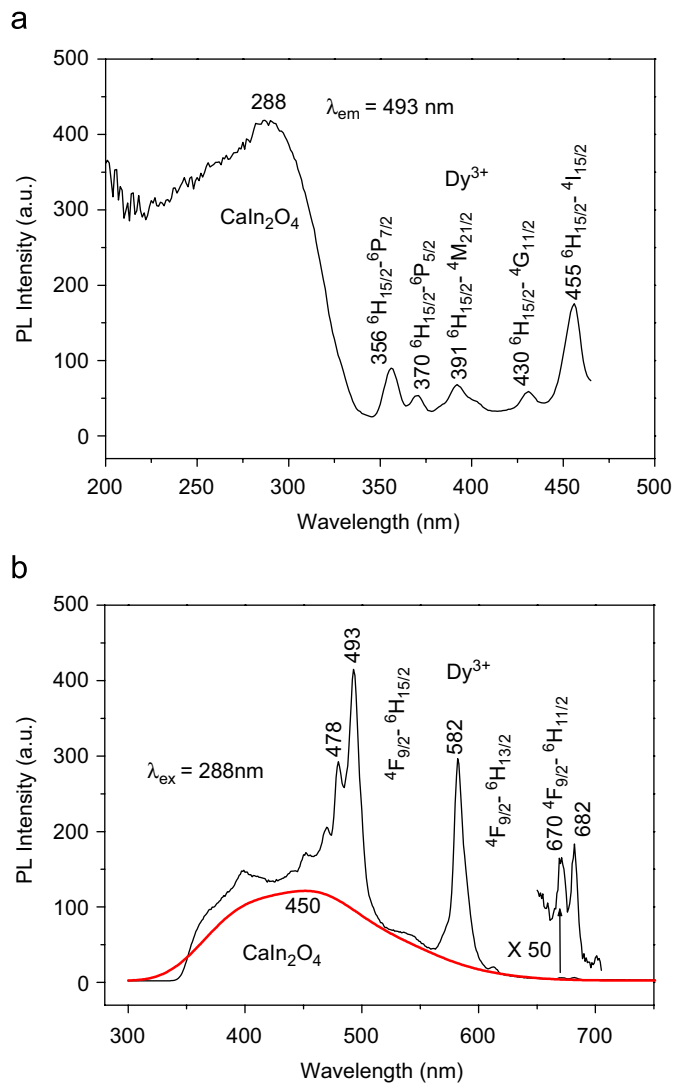 a
500
400
300
200
100
0
PL Intensity (a.u.)
288
λem = 493 nm
CaIn2O4
Dy3+
356 6H15/2- 6P7/2
370 6H15/2- 6P5/2
391 6H15/2- 4M21/2
430 6H15/2- 4G11/2
455 6H15/2- 4I15/2
200 250 300 350 400 450 500
Wavelength (nm)
b
500
400
300
200
100
0
PL Intensity (a.u.)
λex = 288nm
478
493
4F9/2- 6H15/2
Dy3+
582
4F9/2- 6H13/2
670 4F9/2- 6H11/2
682
450
CaIn2O4
X 50
300 400 500 600 700
Wavelength (nm)